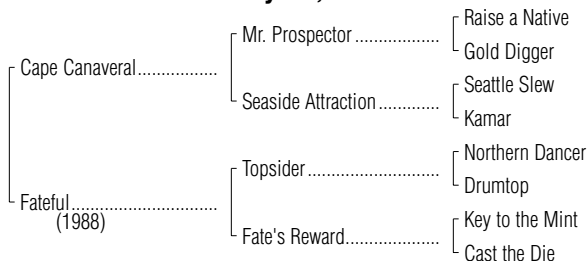 Raise a Native
Mr. Prospector ..................
Gold Digger
Cape Canaveral.................
Seattle Slew
Seaside Attraction .............
Kamar
Northern Dancer
Topsider ............................
Drumtop
Fateful................................
(1988)
Key to the Mint
Fate's Reward....................
Cast the Die